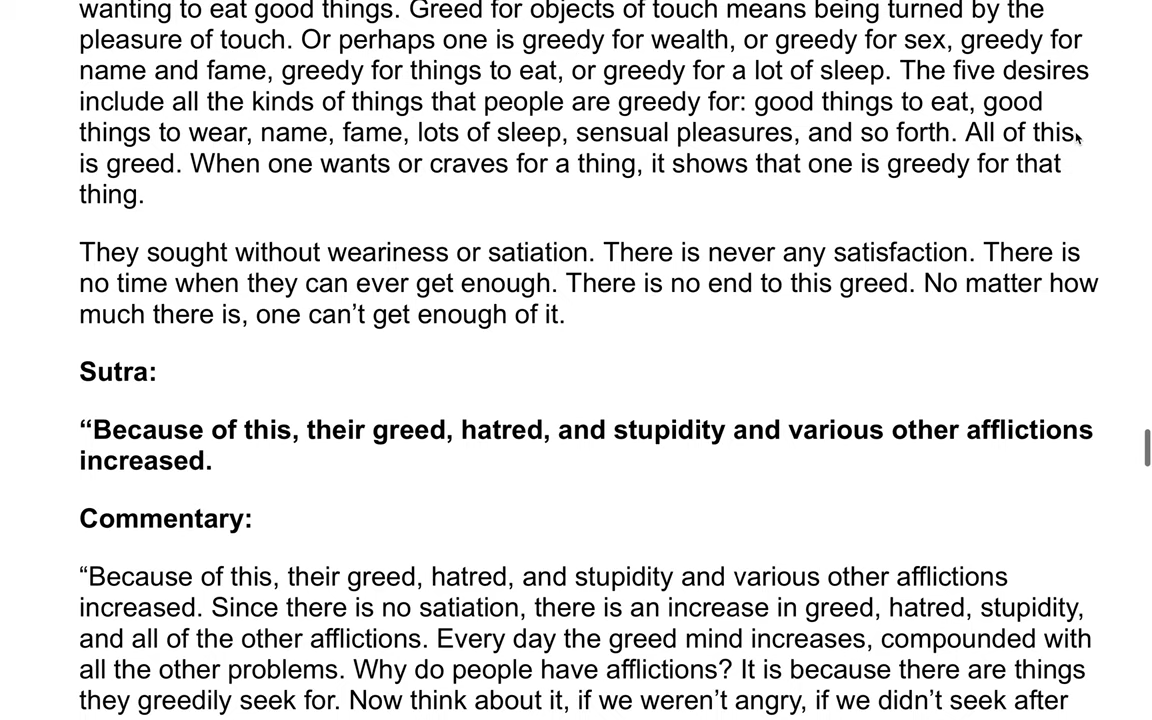 wanting to eat good things. Greed for objects of touch means being turned by the
pleasure of touch. Or perhaps one is greedy for wealth, or greedy for sex, greedy for
name and fame, greedy for things to eat, or greedy for a lot of sleep. The five desires
include all the kinds of things that people are greedy for: good things to eat, good
things to wear, name, fame, lots of sleep, sensual pleasures, and so forth. All of this
is greed. When one wants or craves for a thing, it shows that one is greedy for that
thing.
They sought without weariness or satiation. There is never any satisfaction. There is
no time when they can ever get enough. There is no end to this greed. No matter how
much there is, one can’t get enough of it.
Sutra:
“Because of this, their greed, hatred, and stupidity and various other afflictions
increased.
Commentary:
“Because of this, their greed, hatred, and stupidity and various other afflictions
increased. Since there is no satiation, there is an increase in greed, hatred, stupidity,
and all of the other afflictions. Every day the greed mind increases, compounded with
all the other problems. Why do people have afflictions? It is because there are things
they greedily seek for. Now think about it, if we weren’t angry, if we didn’t seek after